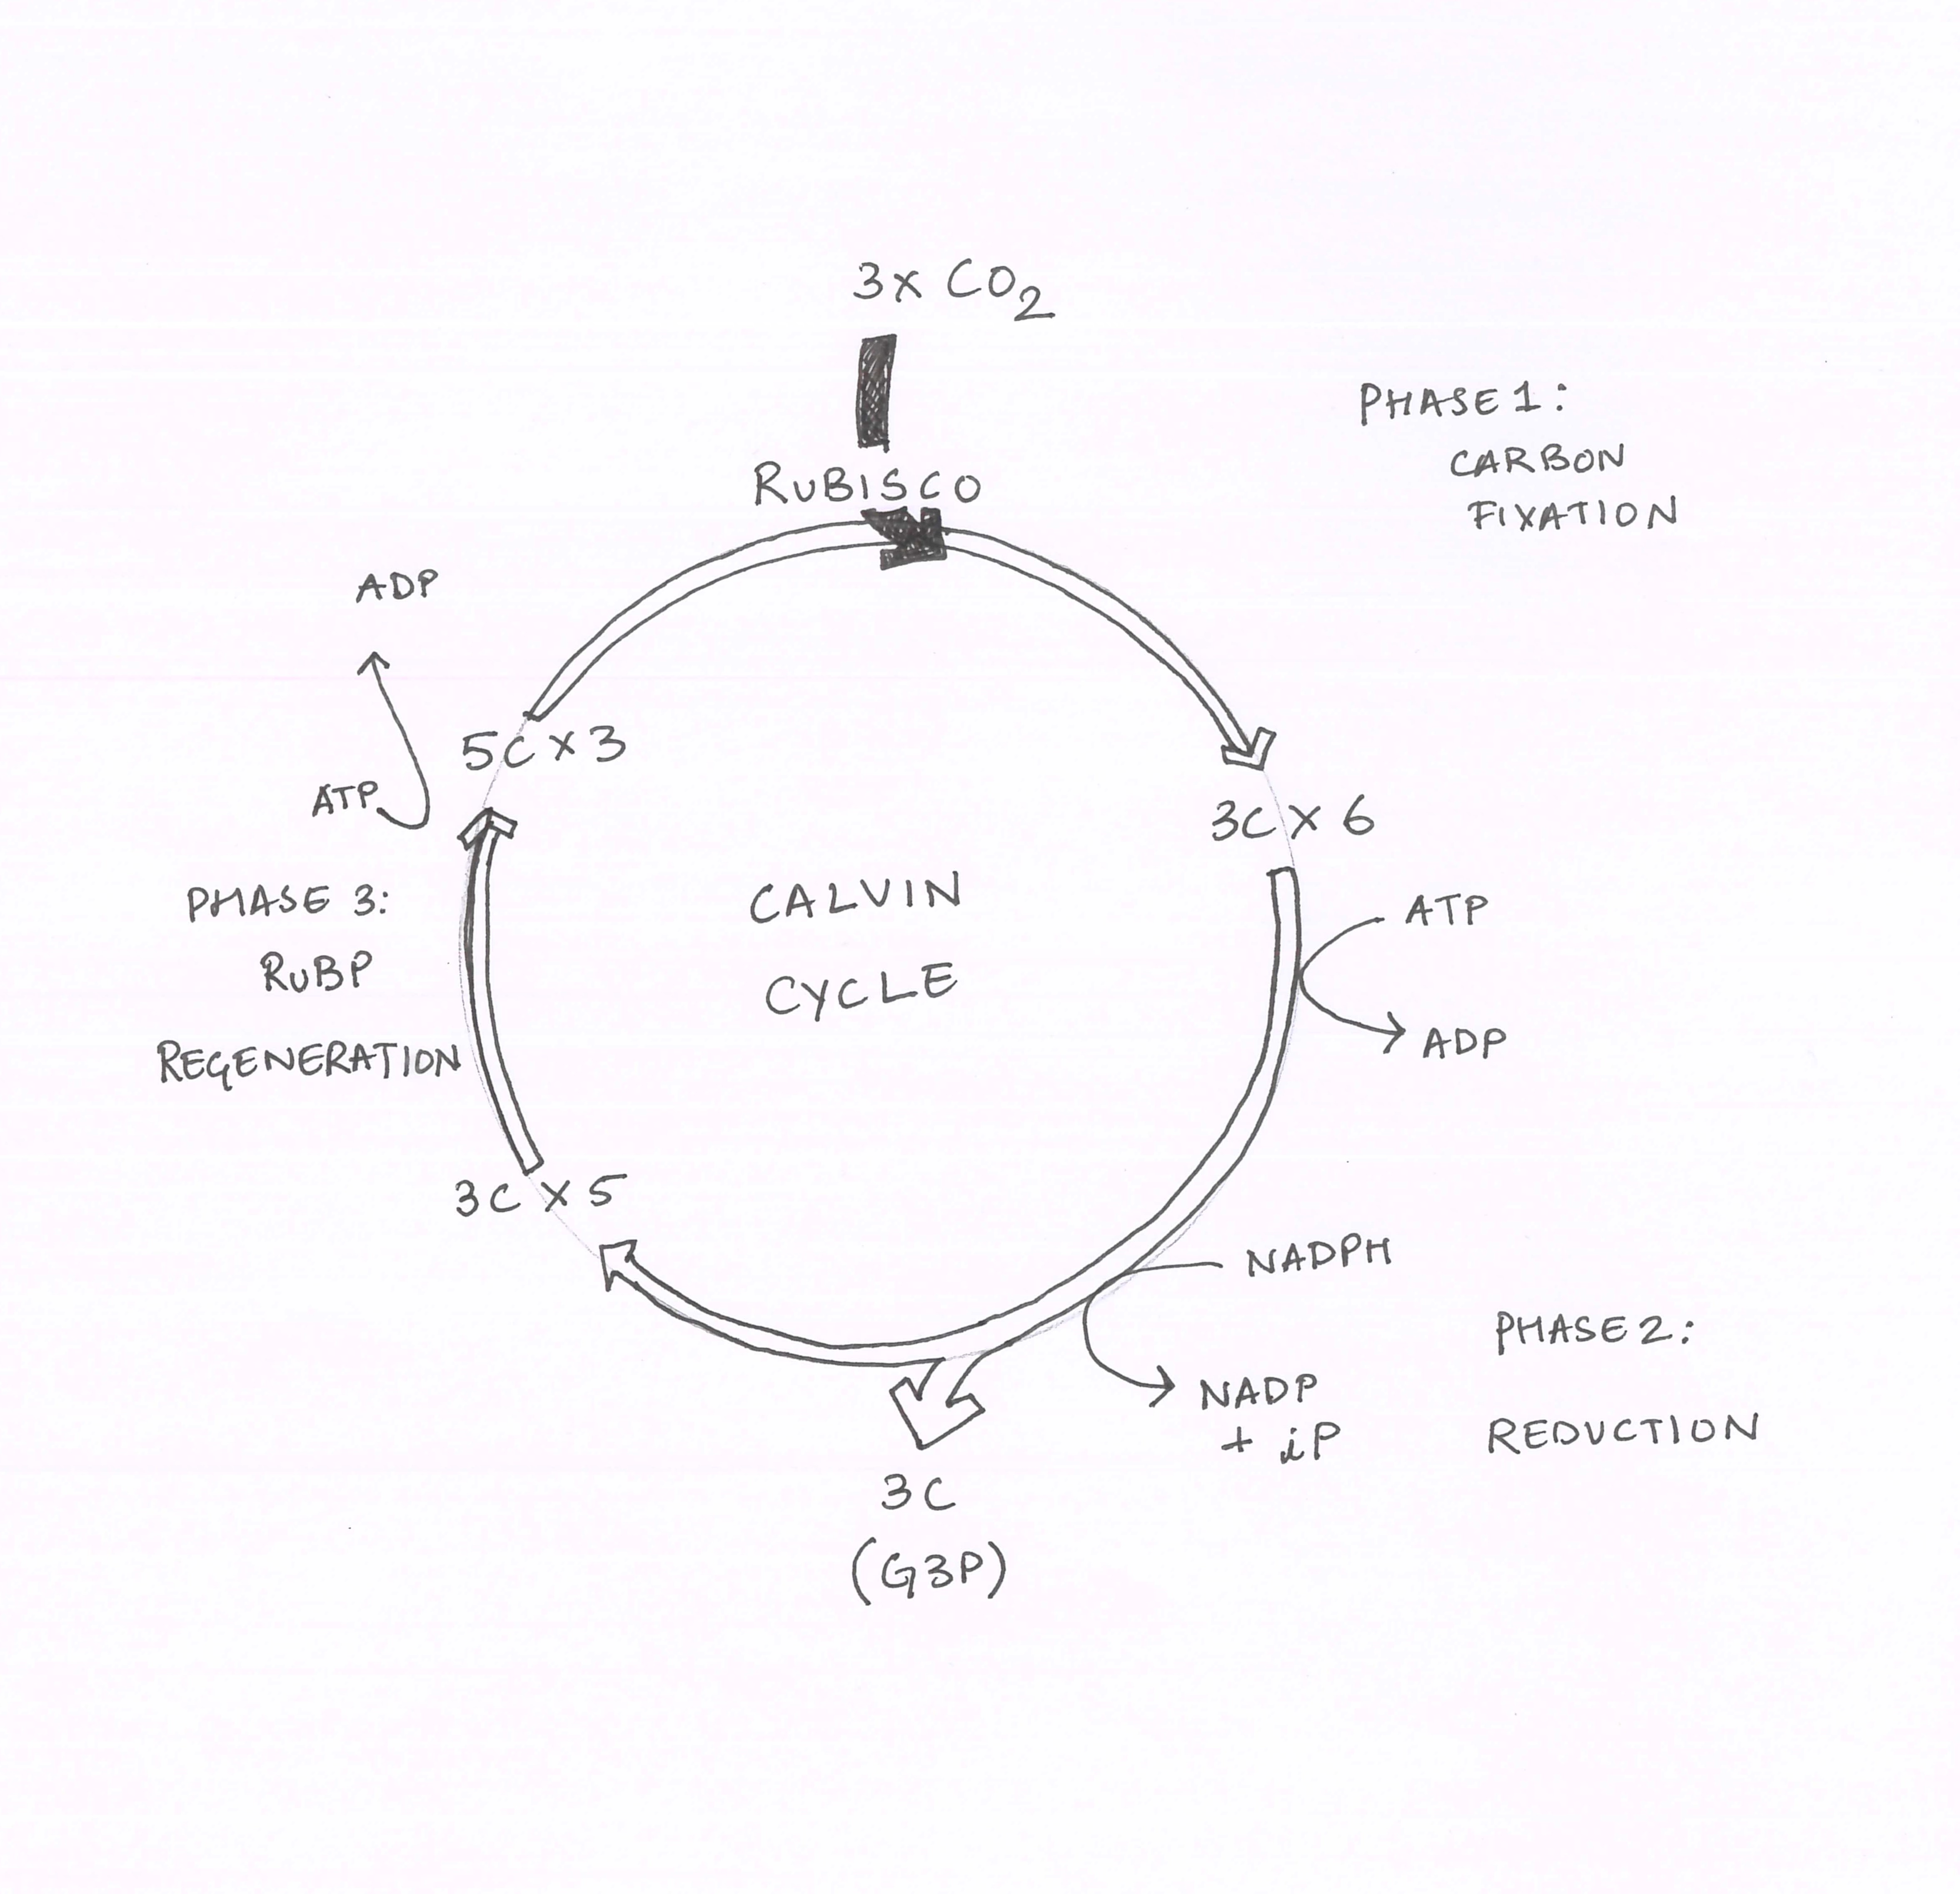 3x CO2
RuBISCO
PHASE 1:
CARBON
FIXATION
ADP
ATP
5C x 3
3C x 6
PHASE 3:
RuBP
REGENERATION
CALVIN
CYCLE
ATP
ADP
3C x 5
NADPH
NADP
+ iP
PHASE 2:
REDUCTION
3C
(G3P)